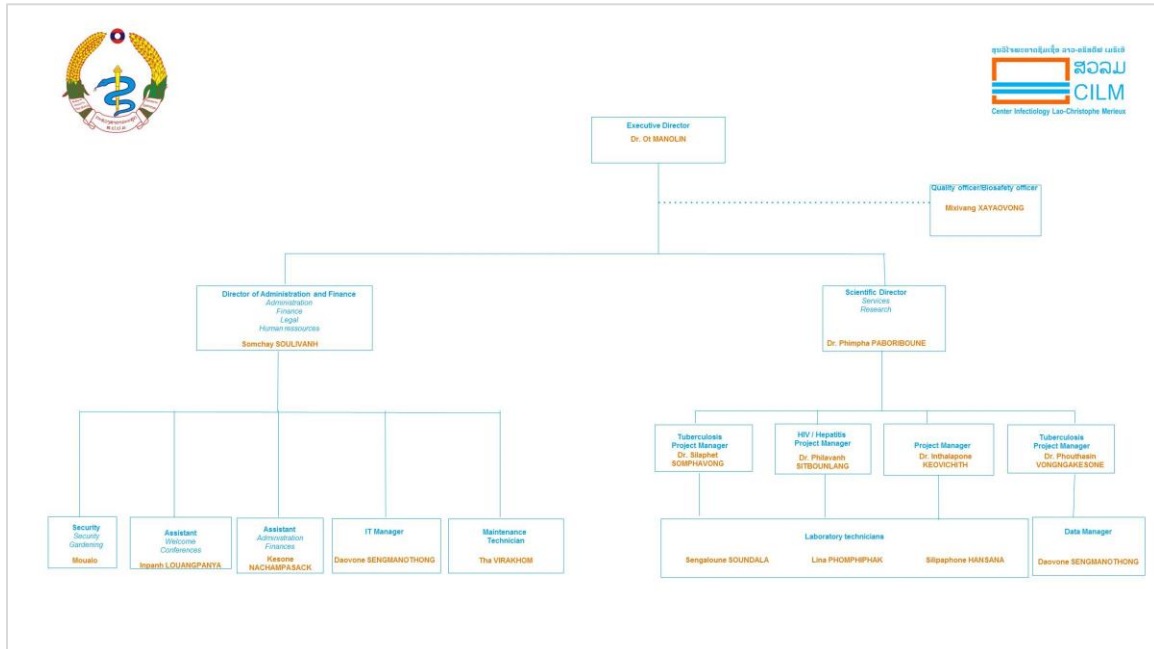 ສວລມ
CILM
Center Infectiology Lao-Christophe Merieux
Executive Director
Dr. Ot MANOLIN
Quality officer/Biosafety officer
Mixivang XAYAOVONG
Director of Administration and Finance
Administration
Finance
Legal
Human ressources
Somchay SOULIVANH
Scientific Director
Services
Research
Dr. Phimpha PABORIBOUNE
Tuberculosis
Project Manager
Dr. Silaphet
SOMPHAVONG
HIV / Hepatitis
Project Manager
Dr. Philavanh
SITBOUNLANG
Project Manager
Dr. Inthalapone
KEOVICHITH
Tuberculosis
Project Manager
Dr. Phouthasin
VONGNGAKESONE
Security
Security
Gardening
Moualo
Assistant
Welcome
Conferences
Inpanh LOUANGPANYA
Assistant
Administration
Finances
Kesone
NACHAMPASACK
IT Manager
Daovone SENGMANOTHONG
Maintenance
Technician
Tha VIRAKHOM
Laboratory technicians
Sengaloune SOUNDALA
Lina PHOMPHIPHAK
Silipaphone HANSANA
Data Manager
Daovone SENGMANOTHONG